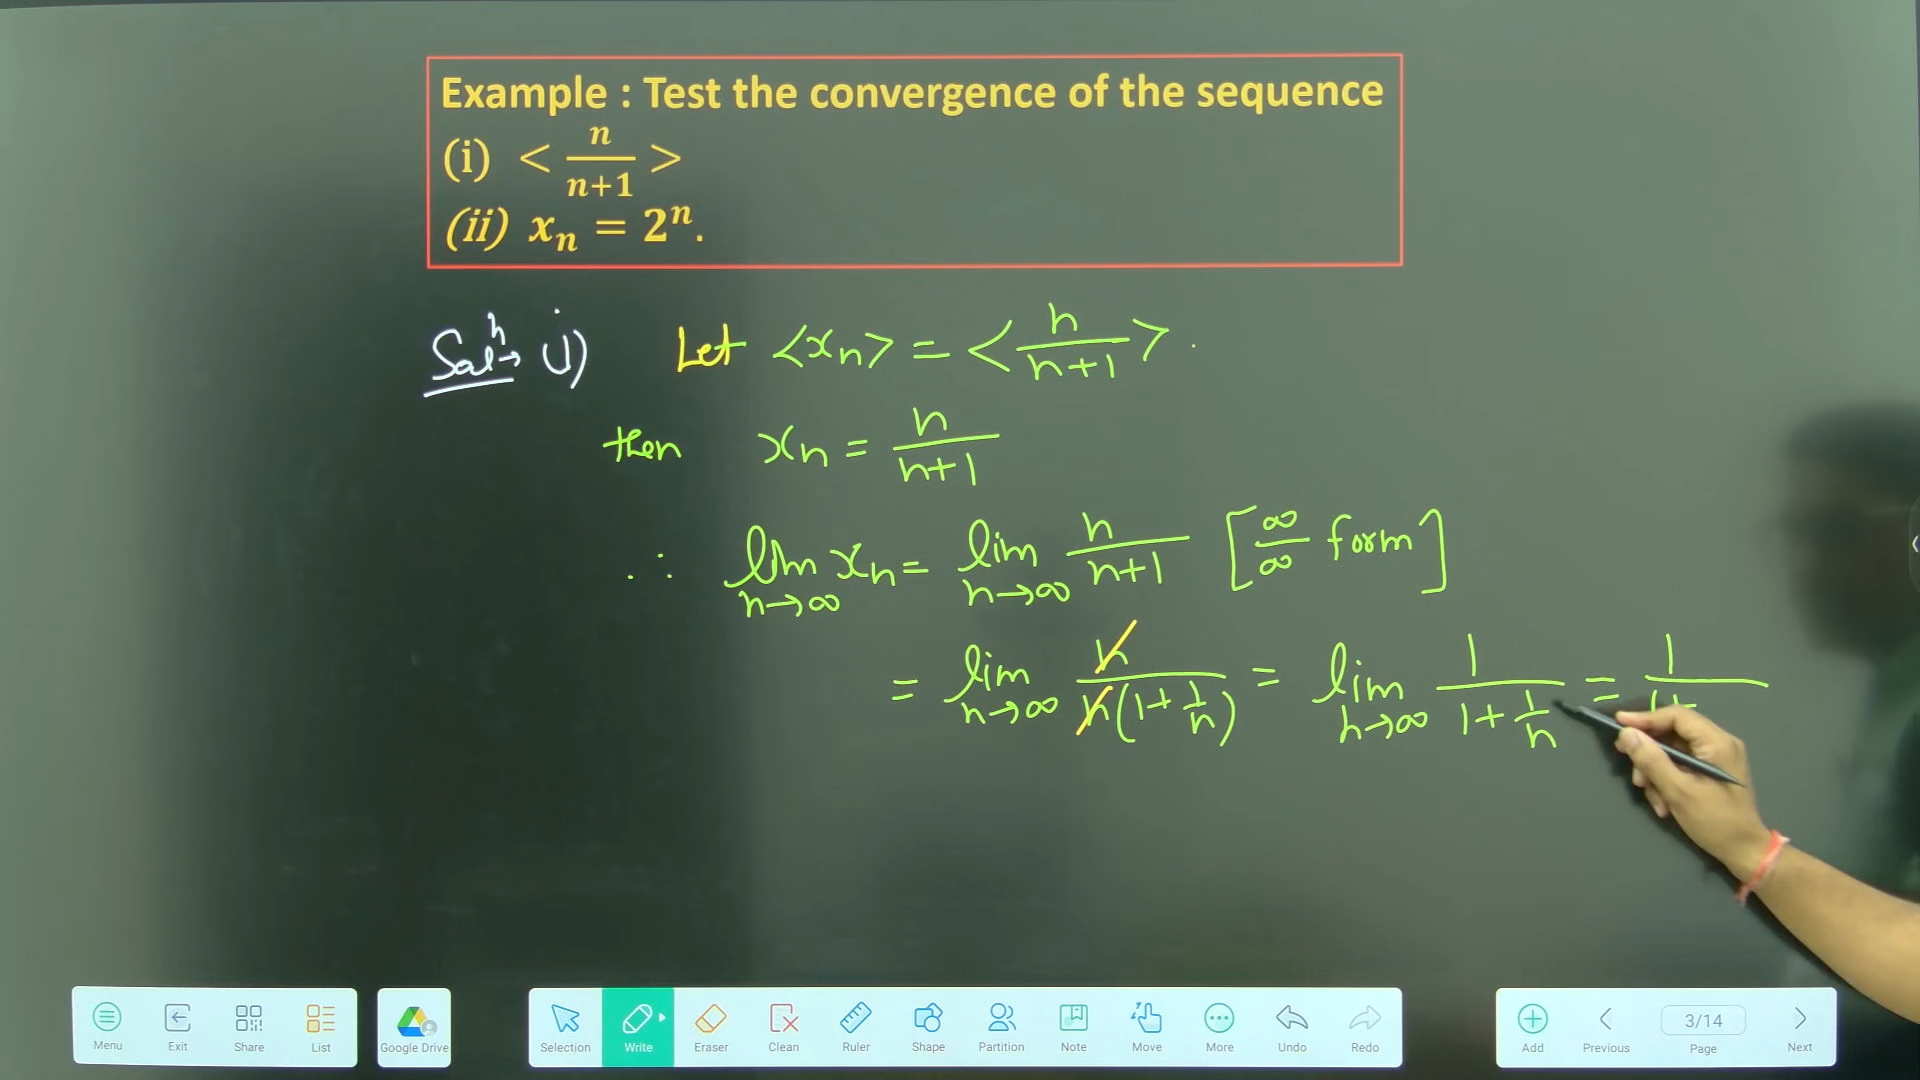 Example : Test the convergence of the sequence
(i) < n/(n+1) >
(ii) xₙ = 2ⁿ.
Solⁿ→ i) Let <xₙ> = < n/(n+1) > .
then xₙ = n/(n+1)
∴ lim n→∞ xₙ = lim n→∞ n/(n+1) [∞/∞ form]
= lim n→∞ n/(n(1+1/n)) = lim n→∞ 1/(1+1/n) = 1/(1+
Menu Exit Share List Google Drive Selection Write Eraser Clean Ruler Shape Partition Note Move More Undo Redo Add Previous 3/14 Page Next